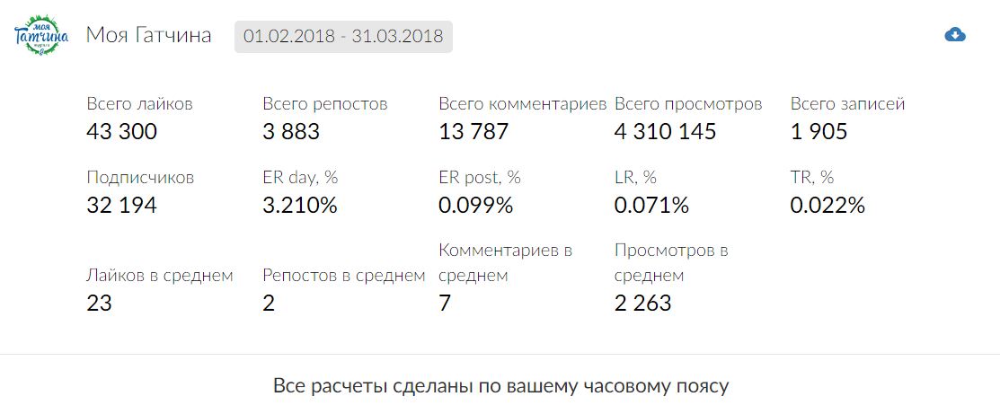 моя
Гатчина
Моя Гатчина
01.02.2018 - 31.03.2018
Всего лайков
Всего репостов
Всего комментариев
Всего просмотров
Всего записей
43 300
3 883
13 787
4 310 145
1 905
Подписчиков
ER day, %
ER post, %
LR, %
TR, %
32 194
3.210%
0.099%
0.071%
0.022%
Лайков в среднем
Репостов в среднем
Комментариев в
среднем
Просмотров в
среднем
23
2
7
2 263
Все расчеты сделаны по вашему часовому поясу